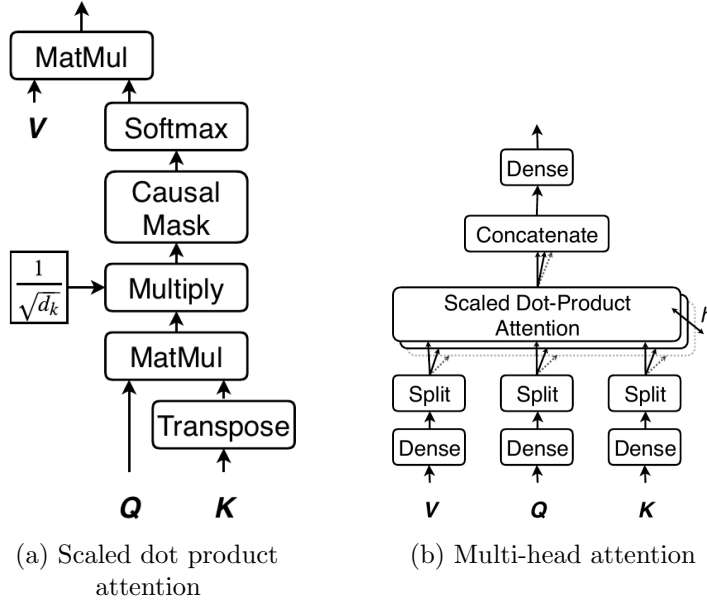 MatMul
V
Softmax
Causal
Mask
1
√d_k
Multiply
MatMul
Transpose
Q K
(a) Scaled dot product
attention
Dense
Concatenate
Scaled Dot-Product
Attention
h
Split Split Split
Dense Dense Dense
V Q K
(b) Multi-head attention